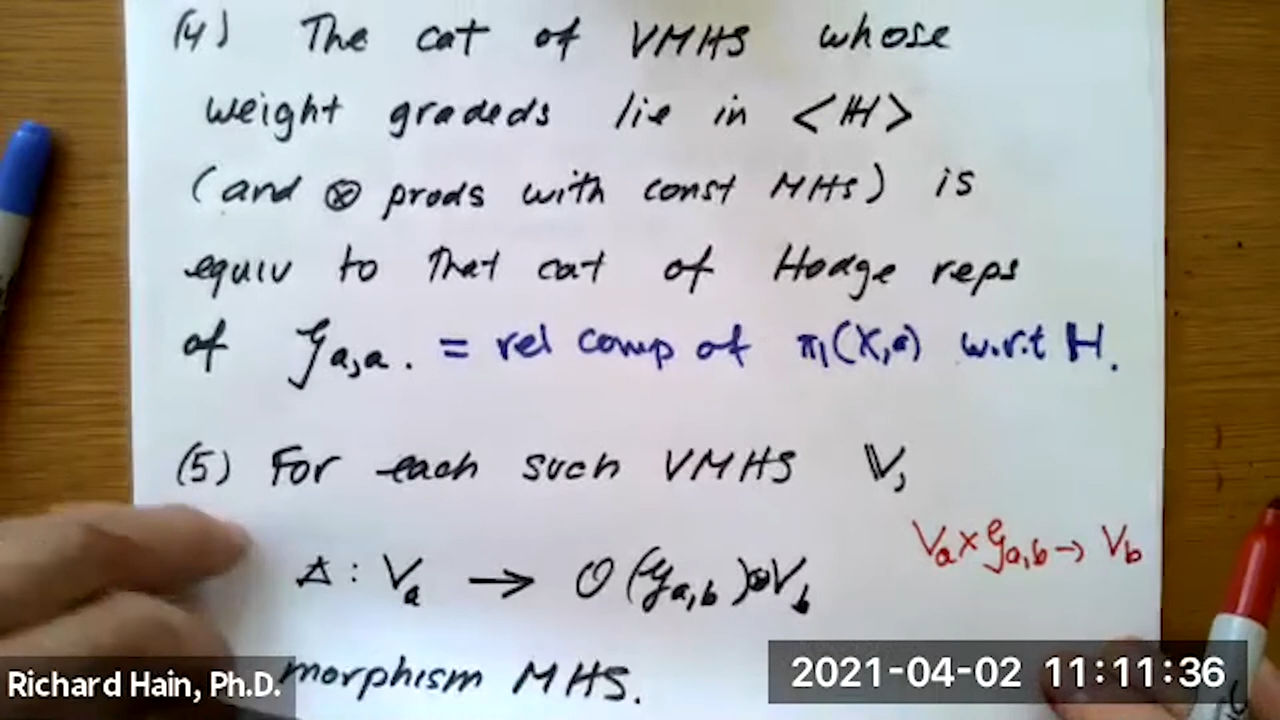 (4) The cat of VMHS whose
weight gradeds lie in <ℍ>
(and ⊗ prods with const MHS) is
equiv to that cat of Hodge reps
of 𝒢a,a. = rel comp of π₁(X,a) w.r.t ℍ.
(5) For each such VMHS 𝕍,
Va × 𝒢a,b → Vb
Δ : Va → O(𝒢a,b)⊗Vb
morphism MHS.
Richard Hain, Ph.D.
2021-04-02 11:11:36